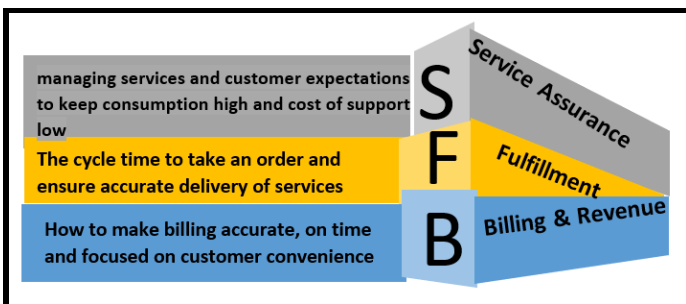 managing services and customer expectations
to keep consumption high and cost of support
low
S
Service Assurance
The cycle time to take an order and
ensure accurate delivery of services
F
Fulfillment
How to make billing accurate, on time
and focused on customer convenience
B
Billing & Revenue